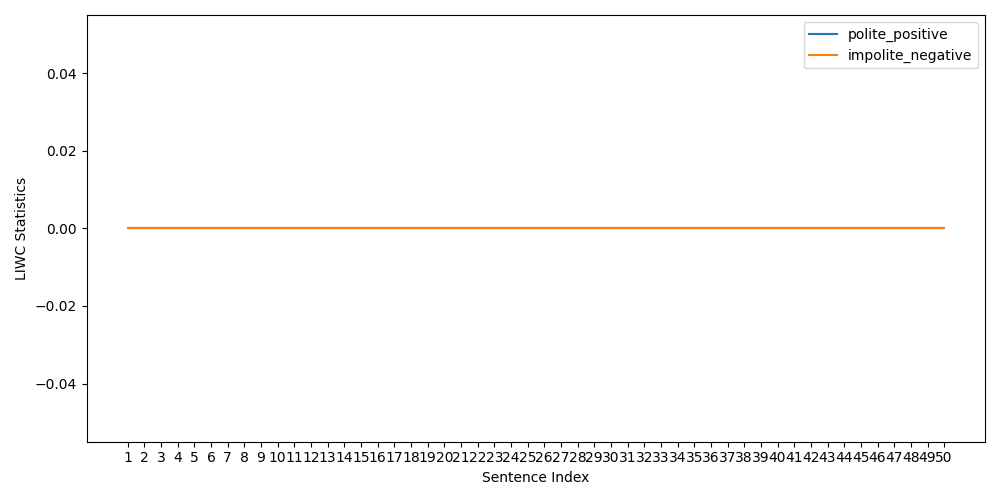 polite_positive
impolite_negative
0.04
0.02
0.00
−0.02
−0.04
LIWC Statistics
1 2 3 4 5 6 7 8 9 10 11 12 13 14 15 16 17 18 19 20 21 22 23 24 25 26 27 28 29 30 31 32 33 34 35 36 37 38 39 40 41 42 43 44 45 46 47 48 49 50
Sentence Index